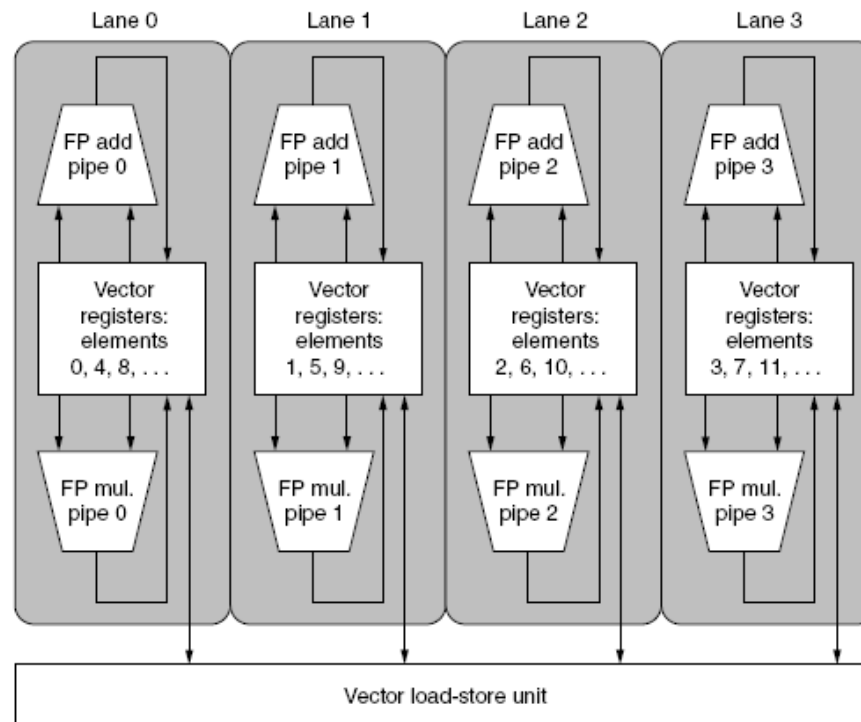 Lane 0
Lane 1
Lane 2
Lane 3
FP add
pipe 0
FP add
pipe 1
FP add
pipe 2
FP add
pipe 3
Vector
registers:
elements
0, 4, 8, . . .
Vector
registers:
elements
1, 5, 9, . . .
Vector
registers:
elements
2, 6, 10, . . .
Vector
registers:
elements
3, 7, 11, . . .
FP mul.
pipe 0
FP mul.
pipe 1
FP mul.
pipe 2
FP mul.
pipe 3
Vector load-store unit